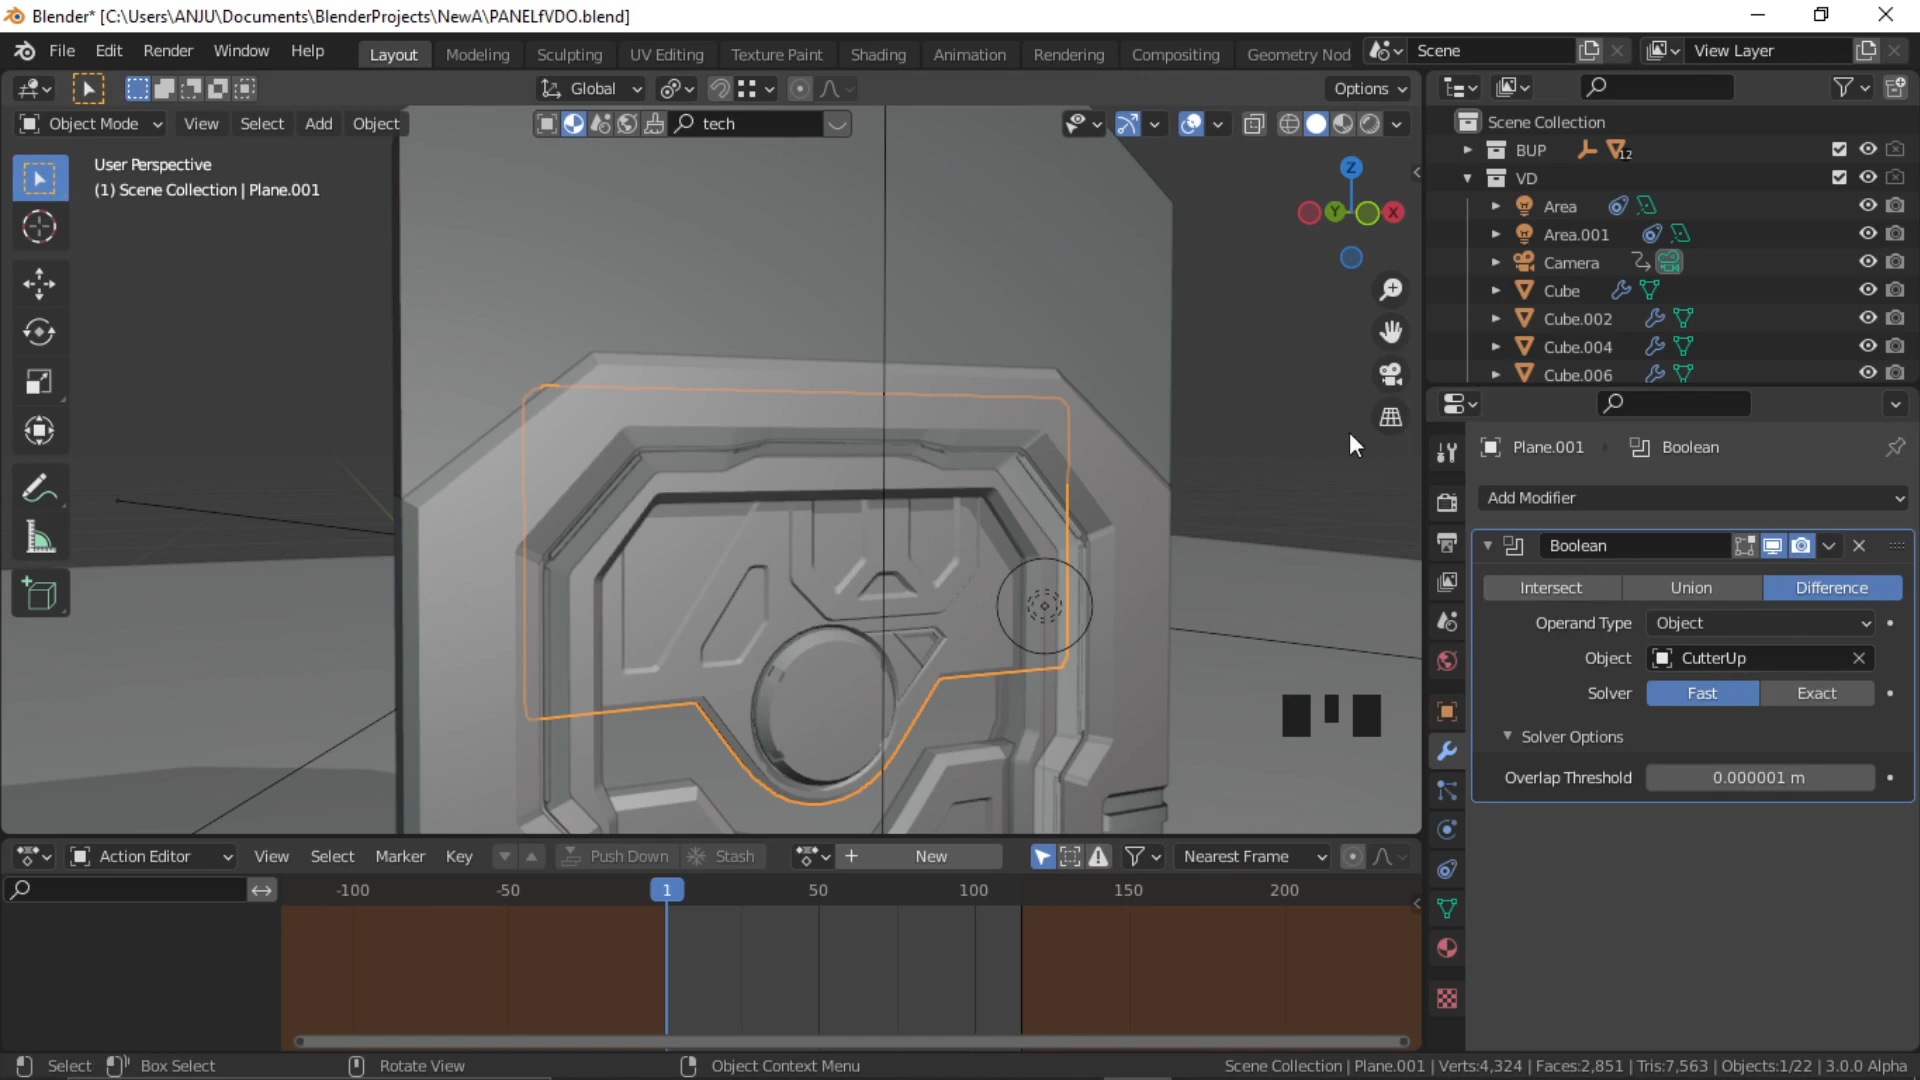 Blender* [C:\Users\ANJU\Documents\BlenderProjects\NewA\PANELfVDO.blend]
File Edit Render Window Help Layout Modeling Sculpting UV Editing Texture Paint Shading Animation Rendering Compositing Geometry Nod Scene View Layer
Global Options
Object Mode View Select Add Object tech
User Perspective
(1) Scene Collection | Plane.001
Z
Y
X
Scene Collection
BUP 12
VD
Area
Area.001
Camera
Cube
Cube.002
Cube.004
Cube.006
Plane.001 Boolean
Add Modifier
Boolean
Intersect Union Difference
Operand Type Object
Object CutterUp
Solver Fast Exact
Solver Options
Overlap Threshold 0.000001 m
Action Editor View Select Marker Key Push Down Stash New Nearest Frame
-100 -50 1 50 100 150 200
Select Box Select Rotate View Object Context Menu Scene Collection | Plane.001 | Verts:4,324 | Faces:2,851 | Tris:7,563 | Objects:1/22 | 3.0.0 Alpha